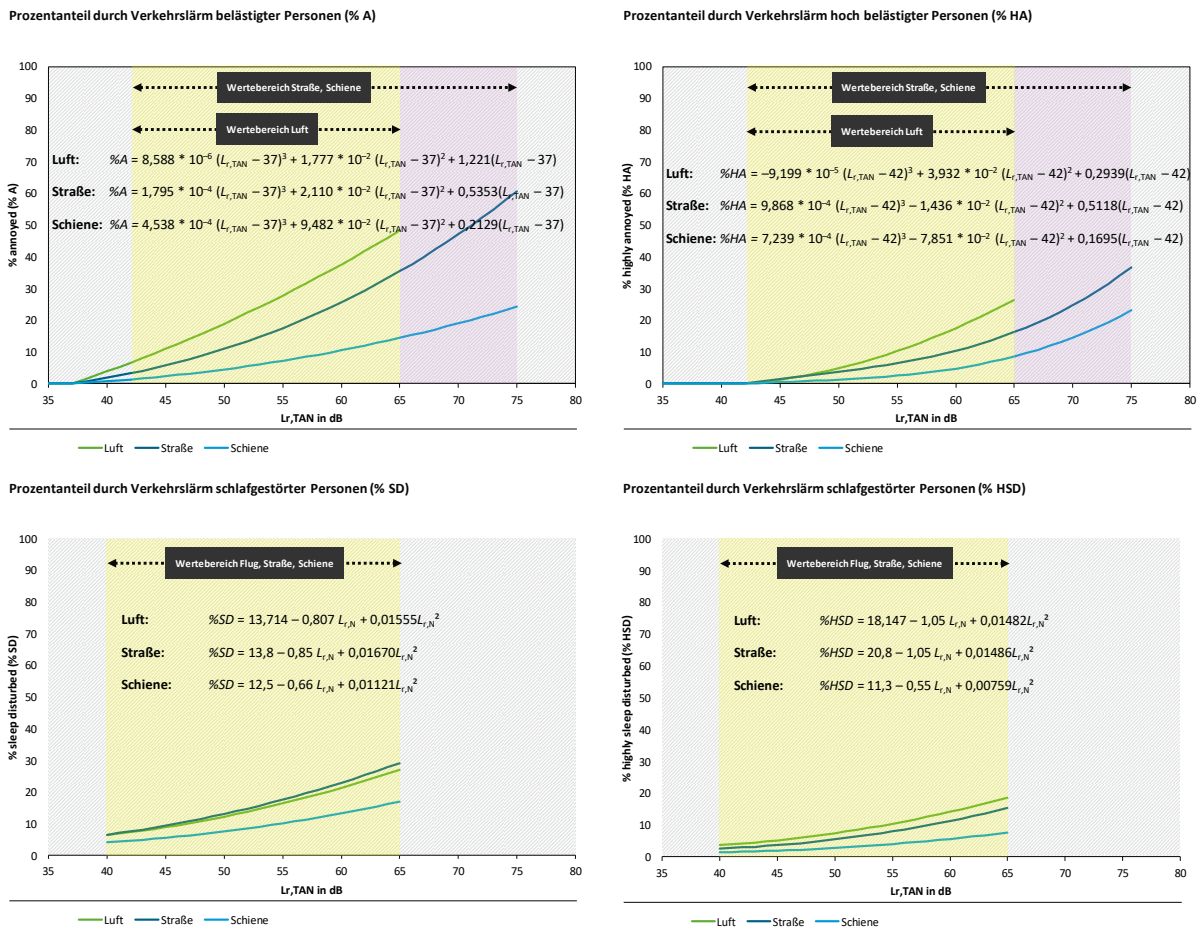 Prozentanteil durch Verkehrslärm belästigter Personen (% A)
% annoyed (% A)
100
90
80
70
60
50
40
30
20
10
0
Wertebereich Straße, Schiene
Wertebereich Luft
Luft: %A = 8,588 * 10⁻⁶ (Lr,TAN – 37)³ + 1,777 * 10⁻² (Lr,TAN – 37)² + 1,221(Lr,TAN – 37)
Straße: %A = 1,795 * 10⁻⁴ (Lr,TAN – 37)³ + 2,110 * 10⁻² (Lr,TAN – 37)² + 0,5353(Lr,TAN – 37)
Schiene: %A = 4,538 * 10⁻⁴ (Lr,TAN – 37)³ + 9,482 * 10⁻² (Lr,TAN – 37)² + 0,2129(Lr,TAN – 37)
35 40 45 50 55 60 65 70 75 80
Lr,TAN in dB
Luft Straße Schiene
Prozentanteil durch Verkehrslärm hoch belästigter Personen (% HA)
% highly annoyed (% HA)
100
90
80
70
60
50
40
30
20
10
0
Wertebereich Straße, Schiene
Wertebereich Luft
Luft: %HA = –9,199 * 10⁻⁵ (Lr,TAN – 42)³ + 3,932 * 10⁻² (Lr,TAN – 42)² + 0,2939(Lr,TAN – 42)
Straße: %HA = 9,868 * 10⁻⁴ (Lr,TAN – 42)³ – 1,436 * 10⁻² (Lr,TAN – 42)² + 0,5118(Lr,TAN – 42)
Schiene: %HA = 7,239 * 10⁻⁴ (Lr,TAN – 42)³ – 7,851 * 10⁻² (Lr,TAN – 42)² + 0,1695(Lr,TAN – 42)
35 40 45 50 55 60 65 70 75 80
Lr,TAN in dB
Luft Straße Schiene
Prozentanteil durch Verkehrslärm schlafgestörter Personen (% SD)
% sleep disturbed (% SD)
100
90
80
70
60
50
40
30
20
10
0
Wertebereich Flug, Straße, Schiene
Luft: %SD = 13,714 – 0,807 Lr,N + 0,01555Lr,N²
Straße: %SD = 13,8 – 0,85 Lr,N + 0,01670Lr,N²
Schiene: %SD = 12,5 – 0,66 Lr,N + 0,01121Lr,N²
35 40 45 50 55 60 65 70 75 80
Lr,TAN in dB
Luft Straße Schiene
Prozentanteil durch Verkehrslärm schlafgestörter Personen (% HSD)
% highly sleep disturbed (% HSD)
100
90
80
70
60
50
40
30
20
10
0
Wertebereich Flug, Straße, Schiene
Luft: %HSD = 18,147 – 1,05 Lr,N + 0,01482Lr,N²
Straße: %HSD = 20,8 – 1,05 Lr,N + 0,01486Lr,N²
Schiene: %HSD = 11,3 – 0,55 Lr,N + 0,00759Lr,N²
35 40 45 50 55 60 65 70 75 80
Lr,TAN in dB
Luft Straße Schiene